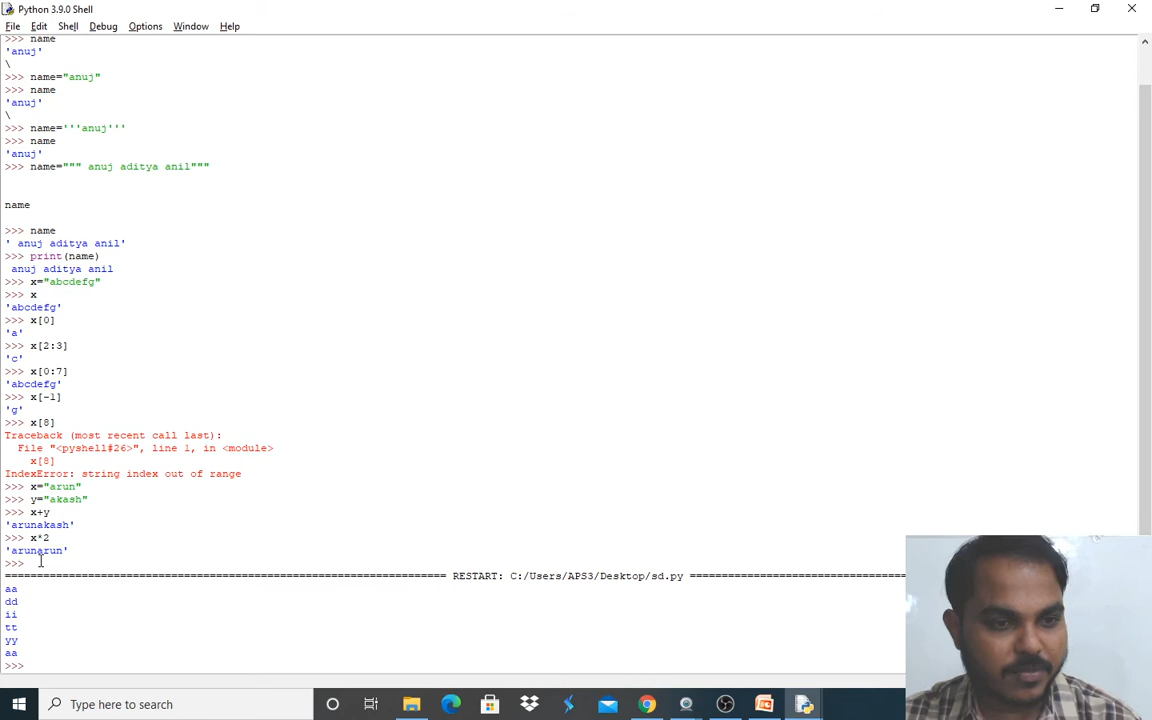 Python 3.9.0 Shell
File Edit Shell Debug Options Window Help
>>> name
'anuj'
\
>>> name="anuj"
>>> name
'anuj'
\
>>> name='''anuj'''
>>> name
'anuj'
>>> name=""" anuj aditya anil"""
name
>>> name
' anuj aditya anil'
>>> print(name)
 anuj aditya anil
>>> x="abcdefg"
>>> x
'abcdefg'
>>> x[0]
'a'
>>> x[2:3]
'c'
>>> x[0:7]
'abcdefg'
>>> x[-1]
'g'
>>> x[8]
Traceback (most recent call last):
  File "<pyshell#26>", line 1, in <module>
    x[8]
IndexError: string index out of range
>>> x="arun"
>>> y="akash"
>>> x+y
'arunakash'
>>> x*2
'arunarun'
>>>
===================================================================== RESTART: C:/Users/APS3/Desktop/sd.py ==================================
aa
dd
ii
tt
yy
aa
>>>
Type here to search